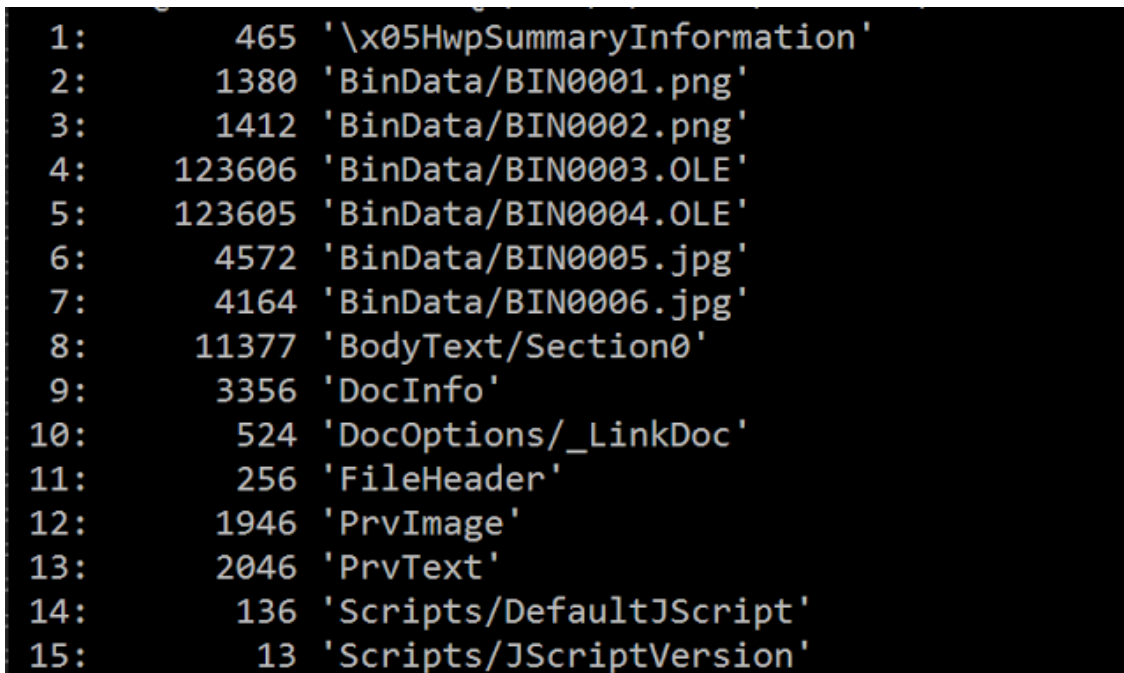 1: 465 '\x05HwpSummaryInformation'
2: 1380 'BinData/BIN0001.png'
3: 1412 'BinData/BIN0002.png'
4: 123606 'BinData/BIN0003.OLE'
5: 123605 'BinData/BIN0004.OLE'
6: 4572 'BinData/BIN0005.jpg'
7: 4164 'BinData/BIN0006.jpg'
8: 11377 'BodyText/Section0'
9: 3356 'DocInfo'
10: 524 'DocOptions/_LinkDoc'
11: 256 'FileHeader'
12: 1946 'PrvImage'
13: 2046 'PrvText'
14: 136 'Scripts/DefaultJScript'
15: 13 'Scripts/JScriptVersion'